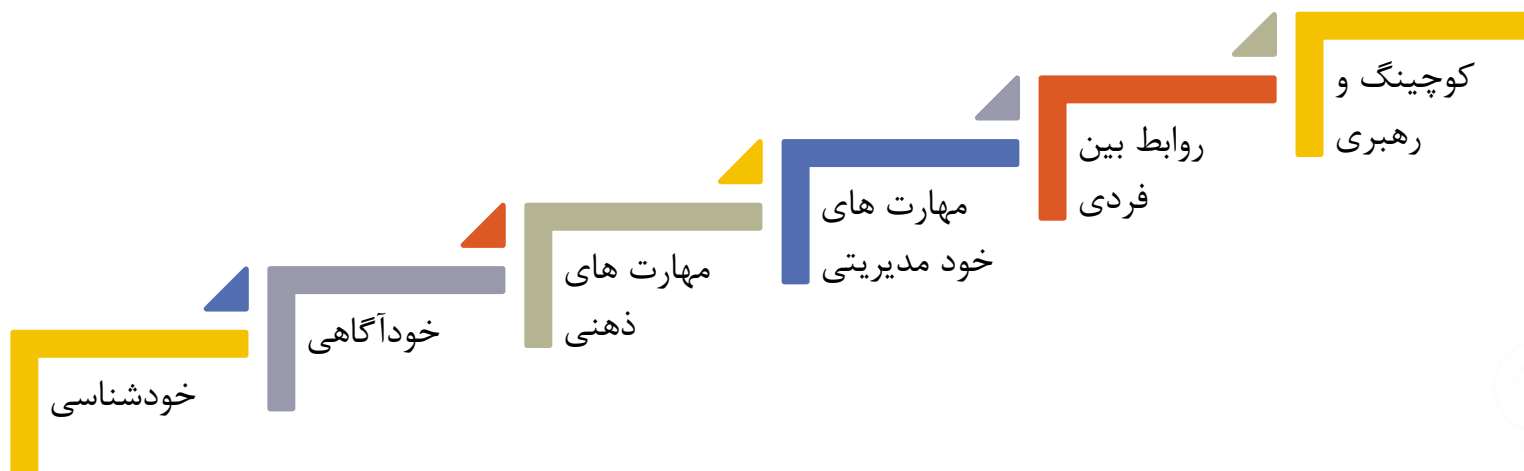 خودشناسی
خودآگاهی
مهارت های
ذهنی
مهارت های
خود مدیریتی
روابط بین
فردی
کوچینگ و
رهبری